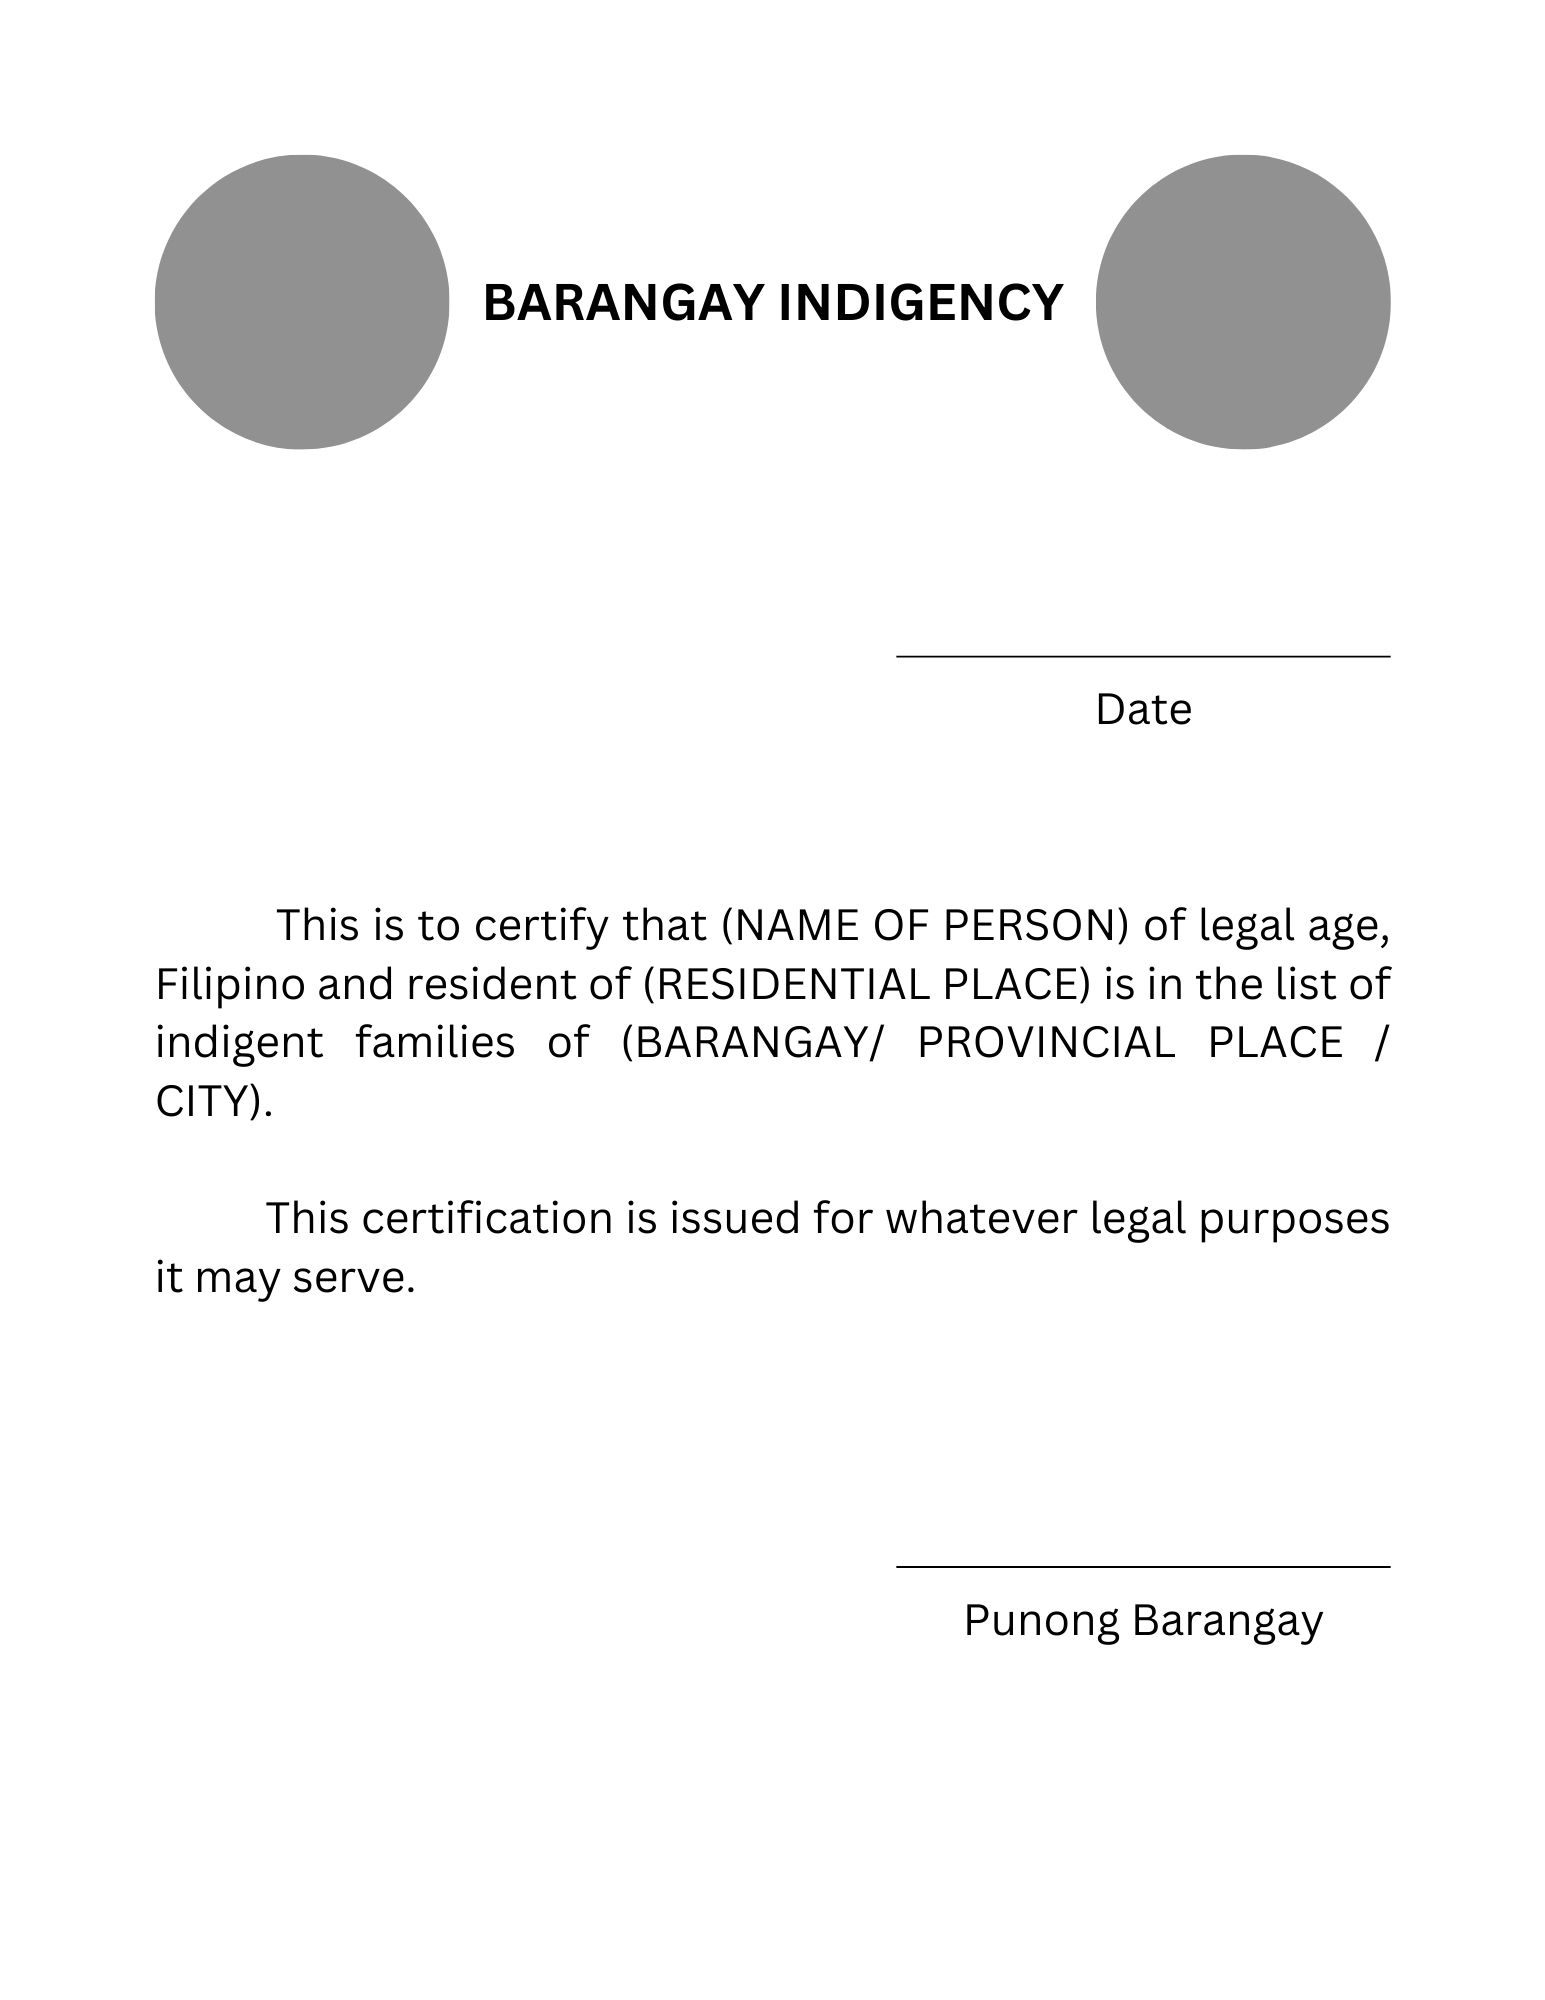 BARANGAY INDIGENCY
Date
This is to certify that (NAME OF PERSON) of legal age,
Filipino and resident of (RESIDENTIAL PLACE) is in the list of
indigent families of (BARANGAY/ PROVINCIAL PLACE /
CITY).
This certification is issued for whatever legal purposes
it may serve.
Punong Barangay